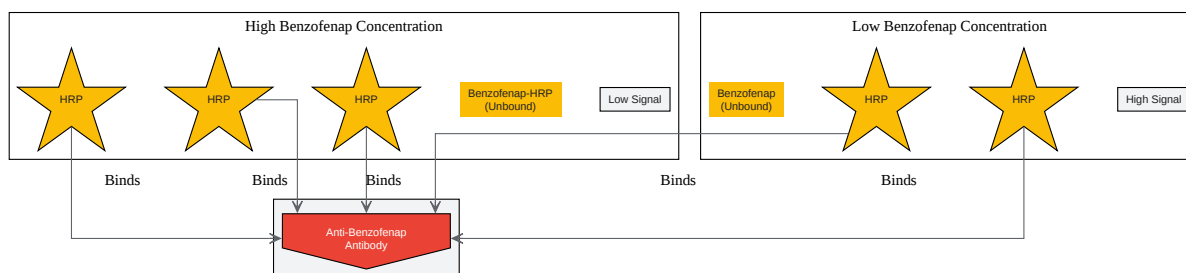 High Benzofenap Concentration
Low Benzofenap Concentration
HRP
HRP
HRP
Benzofenap-HRP
(Unbound)
Low Signal
Benzofenap
(Unbound)
HRP
HRP
High Signal
Binds
Binds
Binds
Binds
Binds
Anti-Benzofenap
Antibody